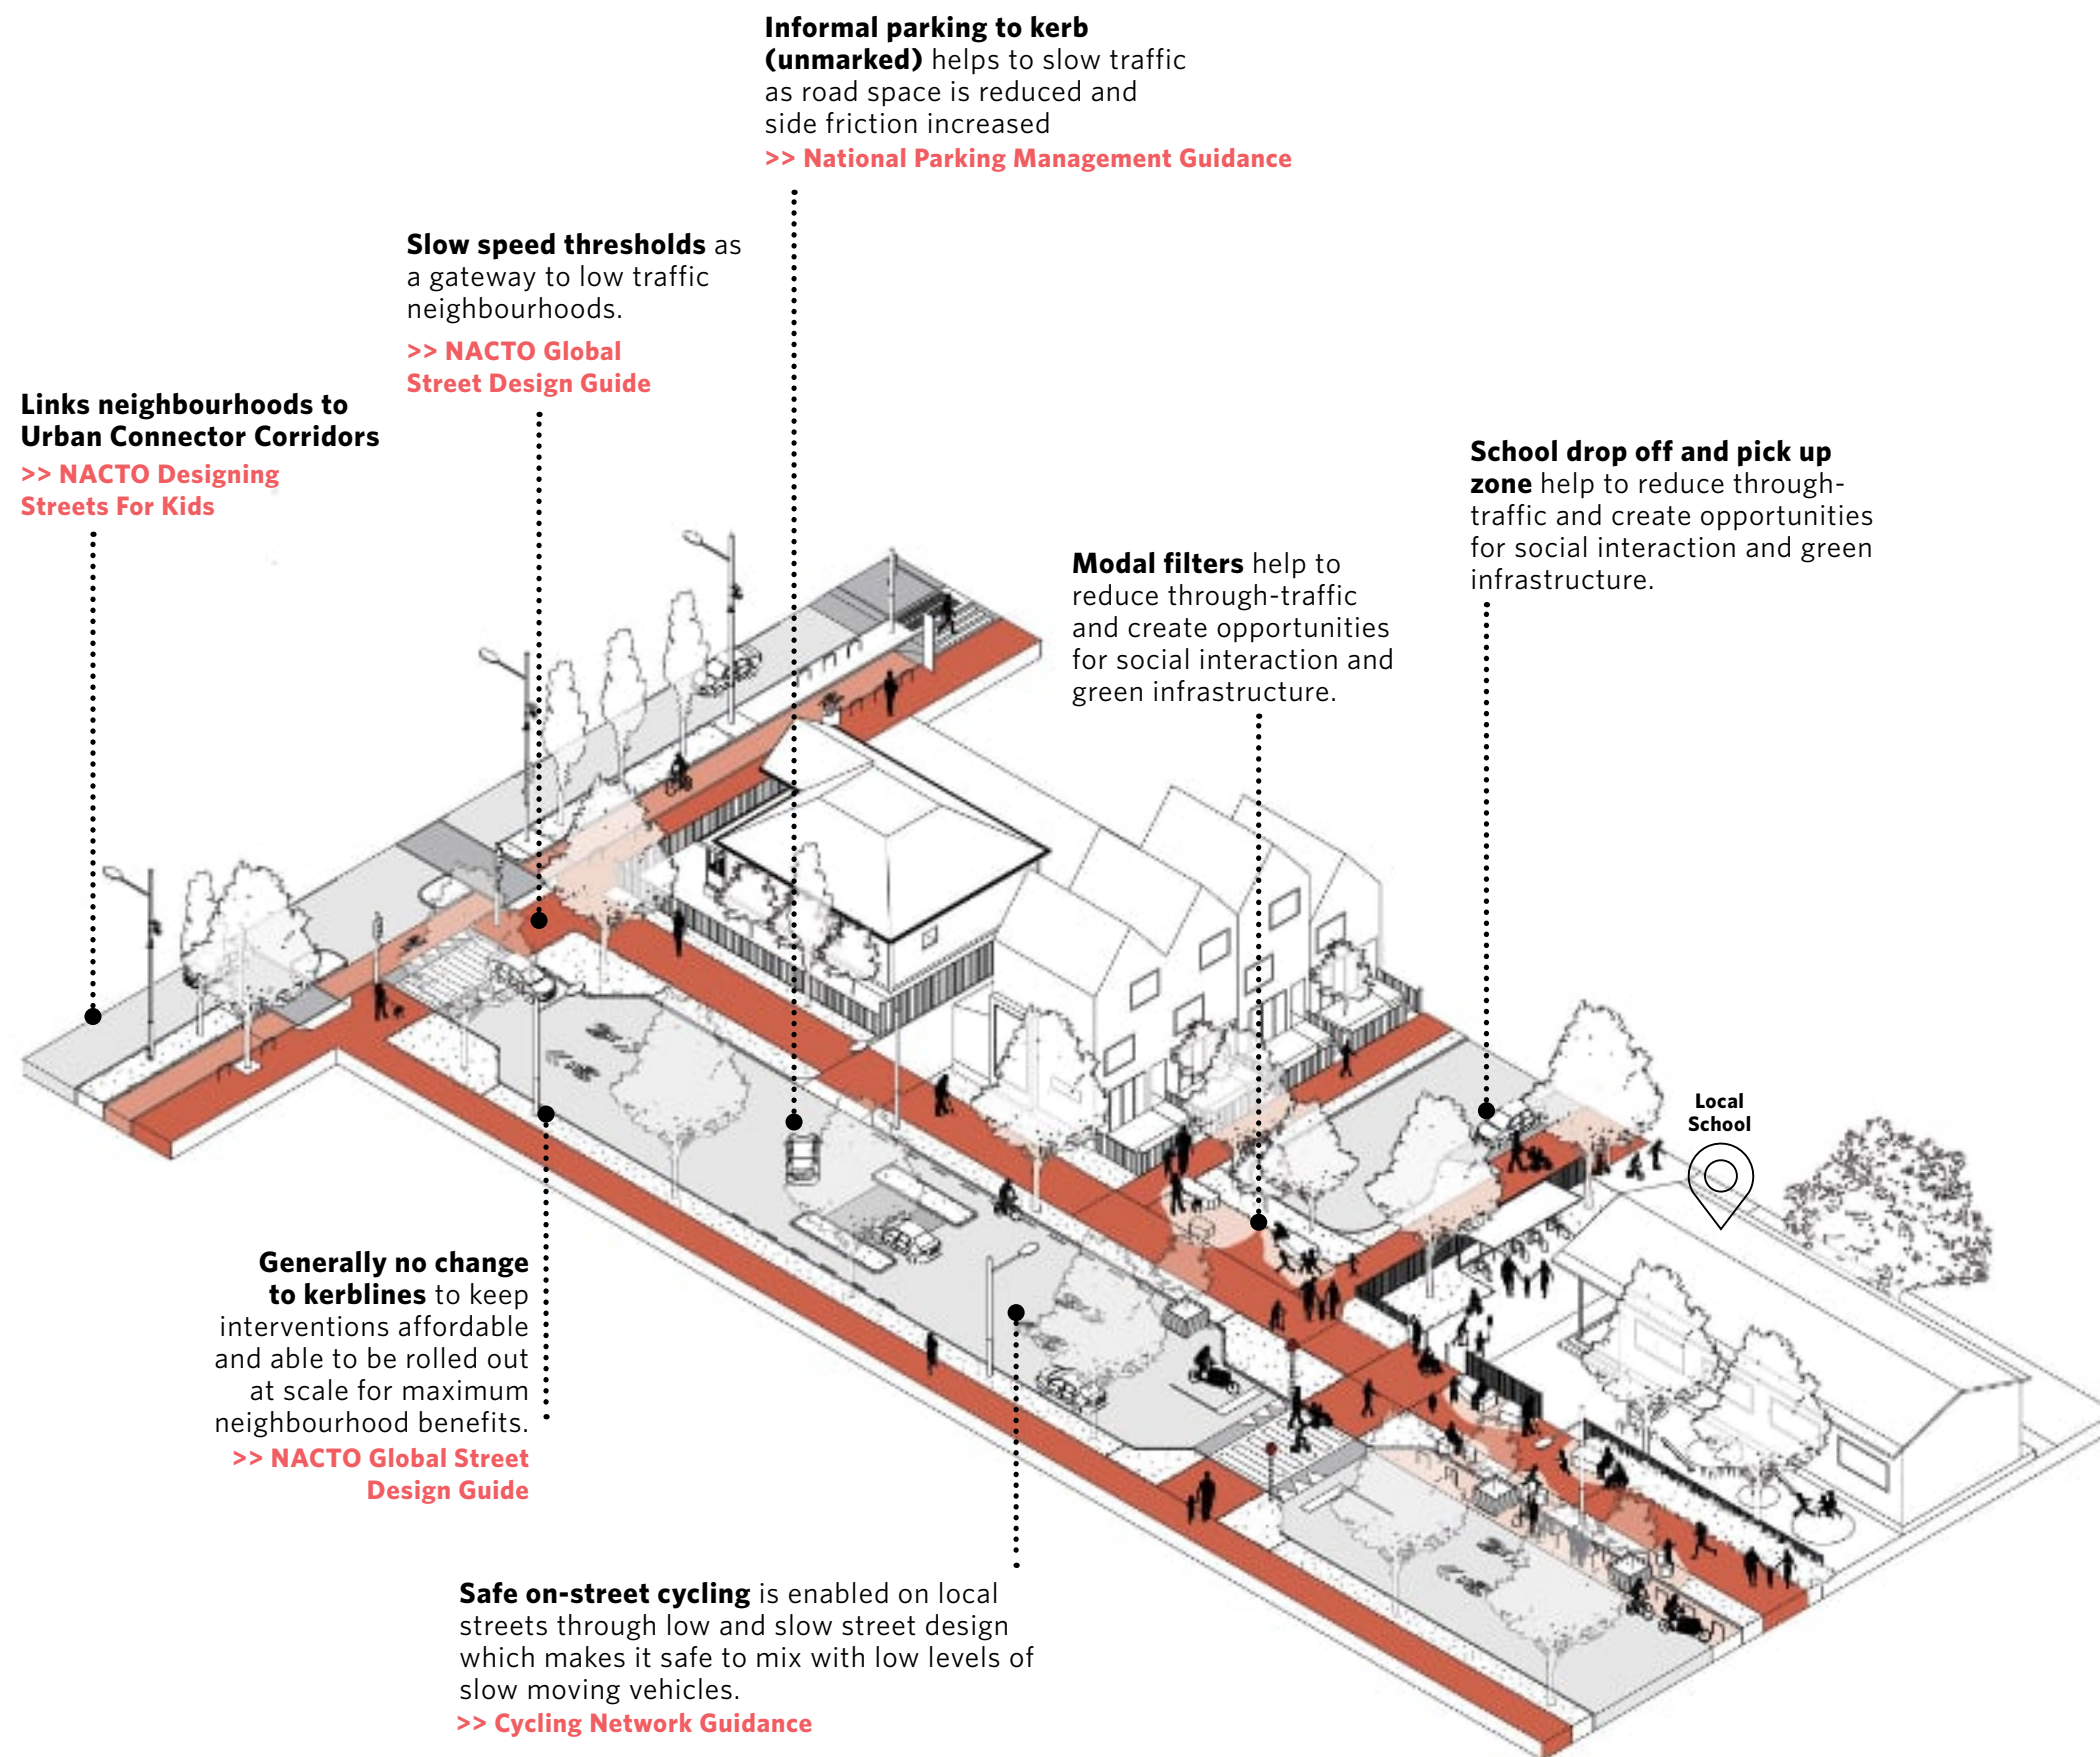 Informal parking to kerb
(unmarked) helps to slow traffic
as road space is reduced and
side friction increased
>> National Parking Management Guidance
Slow speed thresholds as
a gateway to low traffic
neighbourhoods.
>> NACTO Global
Street Design Guide
Links neighbourhoods to
Urban Connector Corridors
>> NACTO Designing
Streets For Kids
School drop off and pick up
zone help to reduce through-
traffic and create opportunities
for social interaction and green
infrastructure.
Modal filters help to
reduce through-traffic
and create opportunities
for social interaction and
green infrastructure.
Local
School
Generally no change
to kerblines to keep
interventions affordable
and able to be rolled out
at scale for maximum
neighbourhood benefits.
>> NACTO Global Street
Design Guide
Safe on-street cycling is enabled on local
streets through low and slow street design
which makes it safe to mix with low levels of
slow moving vehicles.
>> Cycling Network Guidance